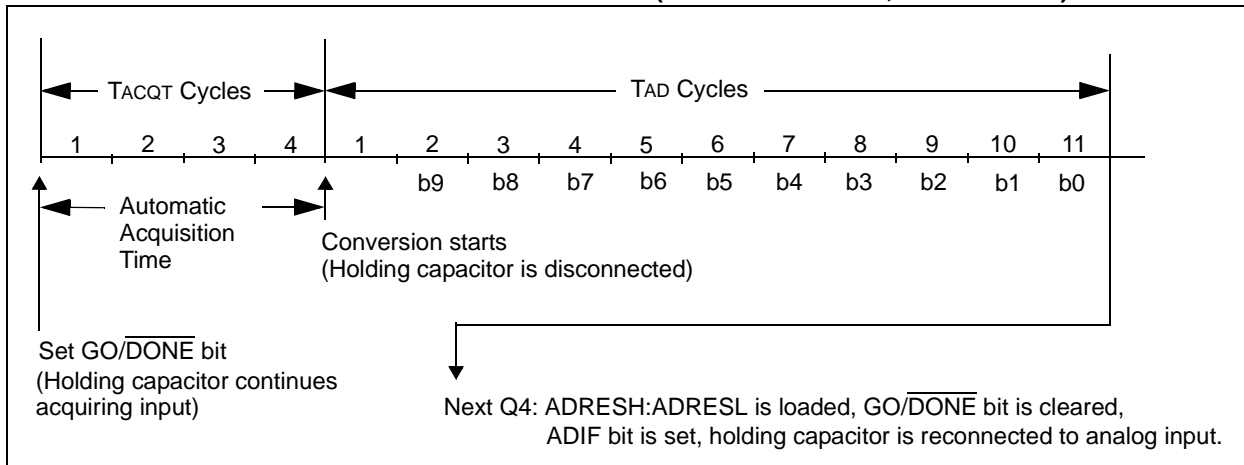 TACQT Cycles TAD Cycles
1 2 3 4 1 2 3 4 5 6 7 8 9 10 11
b9 b8 b7 b6 b5 b4 b3 b2 b1 b0
Automatic
Acquisition
Time
Conversion starts
(Holding capacitor is disconnected)
Set GO/DONE bit
(Holding capacitor continues
acquiring input)
Next Q4: ADRESH:ADRESL is loaded, GO/DONE bit is cleared,
ADIF bit is set, holding capacitor is reconnected to analog input.